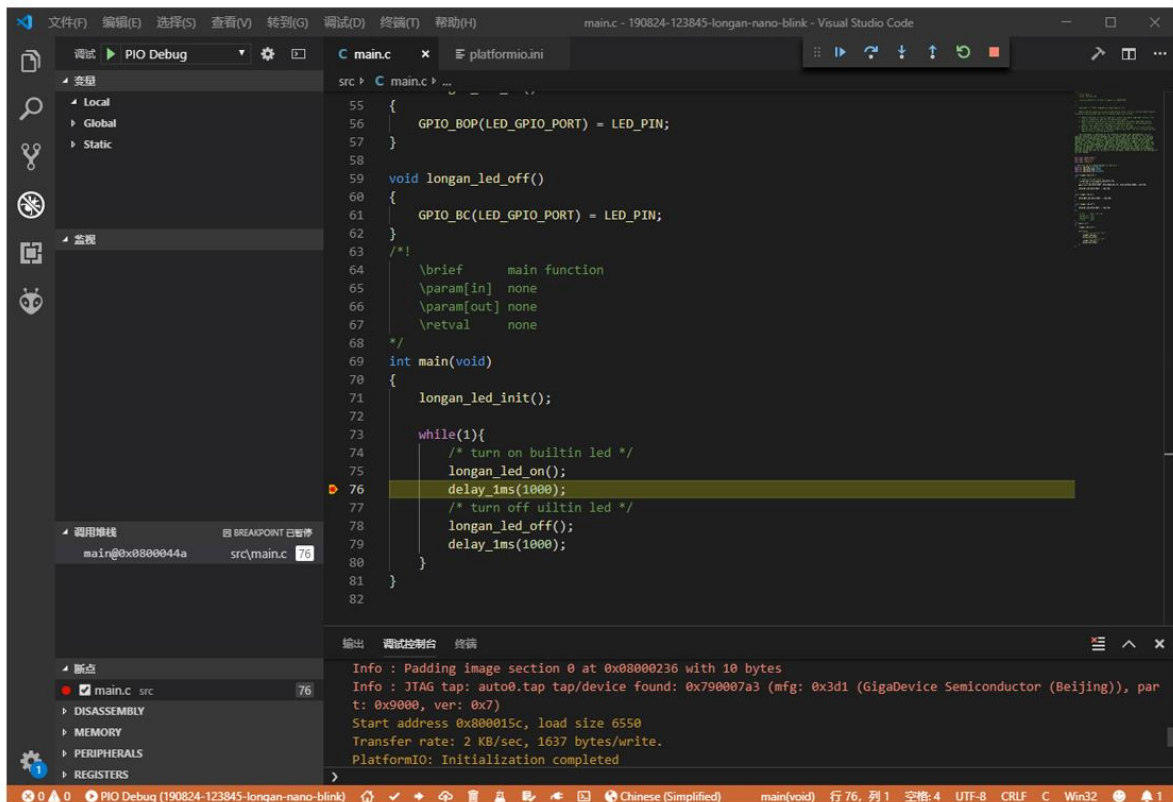 文件(F) 编辑(E) 选择(S) 查看(V) 转到(G) 调试(D) 终端(T) 帮助(H) main.c - 190824-123845-longan-nano-blink - Visual Studio Code
调试 PIO Debug
C main.c × platformio.ini
src C main.c ...
变量
Local
Global
Static
监视
调用堆栈 因 BREAKPOINT 已暂停
main@0x0800044a src\main.c 76
断点
main.c src 76
DISASSEMBLY
MEMORY
PERIPHERALS
REGISTERS
55 {
56 GPIO_BOP(LED_GPIO_PORT) = LED_PIN;
57 }
58
59 void longan_led_off()
60 {
61 GPIO_BC(LED_GPIO_PORT) = LED_PIN;
62 }
63 /*!
64 \brief main function
65 \param[in] none
66 \param[out] none
67 \retval none
68 */
69 int main(void)
70 {
71 longan_led_init();
72
73 while(1){
74 /* turn on builtin led */
75 longan_led_on();
76 delay_1ms(1000);
77 /* turn off uiltin led */
78 longan_led_off();
79 delay_1ms(1000);
80 }
81 }
82
输出 调试控制台 终端
Info : Padding image section 0 at 0x08000236 with 10 bytes
Info : JTAG tap: auto0.tap tap/device found: 0x790007a3 (mfg: 0x3d1 (GigaDevice Semiconductor (Beijing)), par
t: 0x9000, ver: 0x7)
Start address 0x800015c, load size 6550
Transfer rate: 2 KB/sec, 1637 bytes/write.
PlatformIO: Initialization completed
1
0 0 PIO Debug (190824-123845-longan-nano-blink) Chinese (Simplified) main(void) 行 76, 列 1 空格: 4 UTF-8 CRLF C Win32 1